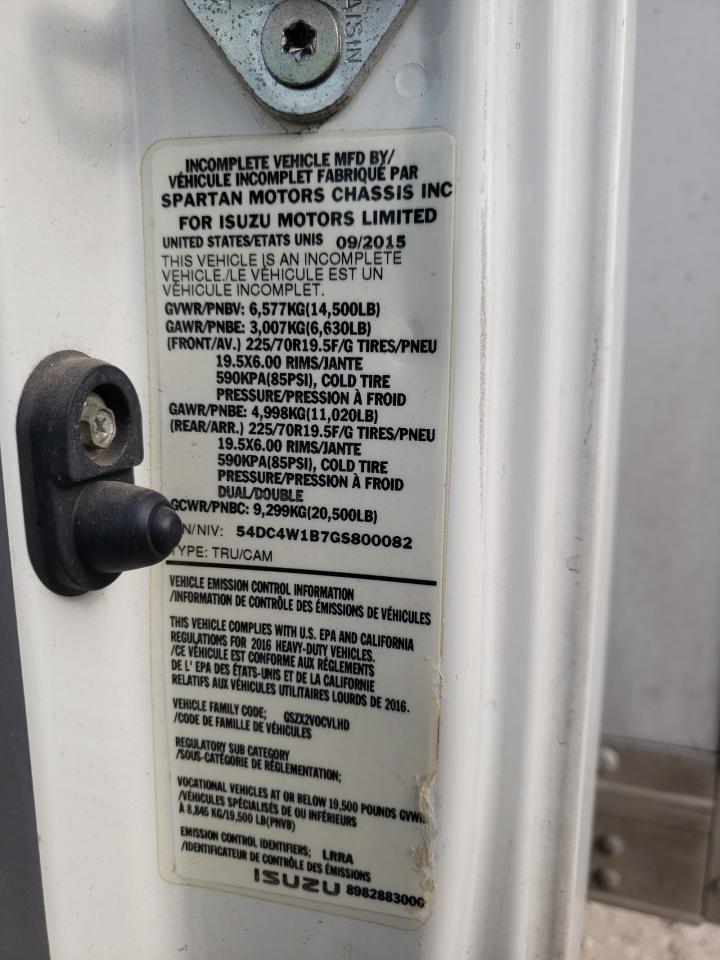 AISIN
INCOMPLETE VEHICLE MFD BY/
VÉHICULE INCOMPLET FABRIQUÉ PAR
SPARTAN MOTORS CHASSIS INC
FOR ISUZU MOTORS LIMITED
UNITED STATES/ETATS UNIS 09/2015
THIS VEHICLE IS AN INCOMPLETE
VEHICLE./LE VÉHICULE EST UN
VÉHICULE INCOMPLET.
GVWR/PNBV: 6,577KG(14,500LB)
GAWR/PNBE: 3,007KG(6,630LB)
(FRONT/AV.) 225/70R19.5F/G TIRES/PNEU
19.5X6.00 RIMS/JANTE
590KPA(85PSI), COLD TIRE
PRESSURE/PRESSION À FROID
GAWR/PNBE: 4,998KG(11,020LB)
(REAR/ARR.) 225/70R19.5F/G TIRES/PNEU
19.5X6.00 RIMS/JANTE
590KPA(85PSI), COLD TIRE
PRESSURE/PRESSION À FROID
DUAL/DOUBLE
GCWR/PNBC: 9,299KG(20,500LB)
N/NIV: 54DC4W1B7GS800082
TYPE: TRU/CAM
VEHICLE EMISSION CONTROL INFORMATION
/INFORMATION DE CONTRÔLE DES ÉMISSIONS DE VÉHICULES
THIS VEHICLE COMPLIES WITH U.S. EPA AND CALIFORNIA
REGULATIONS FOR 2016 HEAVY-DUTY VEHICLES.
/CE VÉHICULE EST CONFORME AUX RÉGLEMENTS
DE L' EPA DES ÉTATS-UNIS ET DE LA CALIFORNIE
RELATIFS AUX VÉHICULES UTILITAIRES LOURDS DE 2016.
VEHICLE FAMILY CODE; GSZX2VOCVLHD
/CODE DE FAMILLE DE VÉHICULES
REGULATORY SUB CATEGORY
/SOUS-CATÉGORIE DE RÉGLEMENTATION;
VOCATIONAL VEHICLES AT OR BELOW 19,500 POUNDS GVWR
/VÉHICULES SPÉCIALISÉS DE OU INFÉRIEURS
À 8,845 KG/19,500 LB(PNVB)
EMISSION CONTROL IDENTIFIERS; LRRA
/IDENTIFICATEUR DE CONTRÔLE DES ÉMISSIONS
ISUZU 8982883000